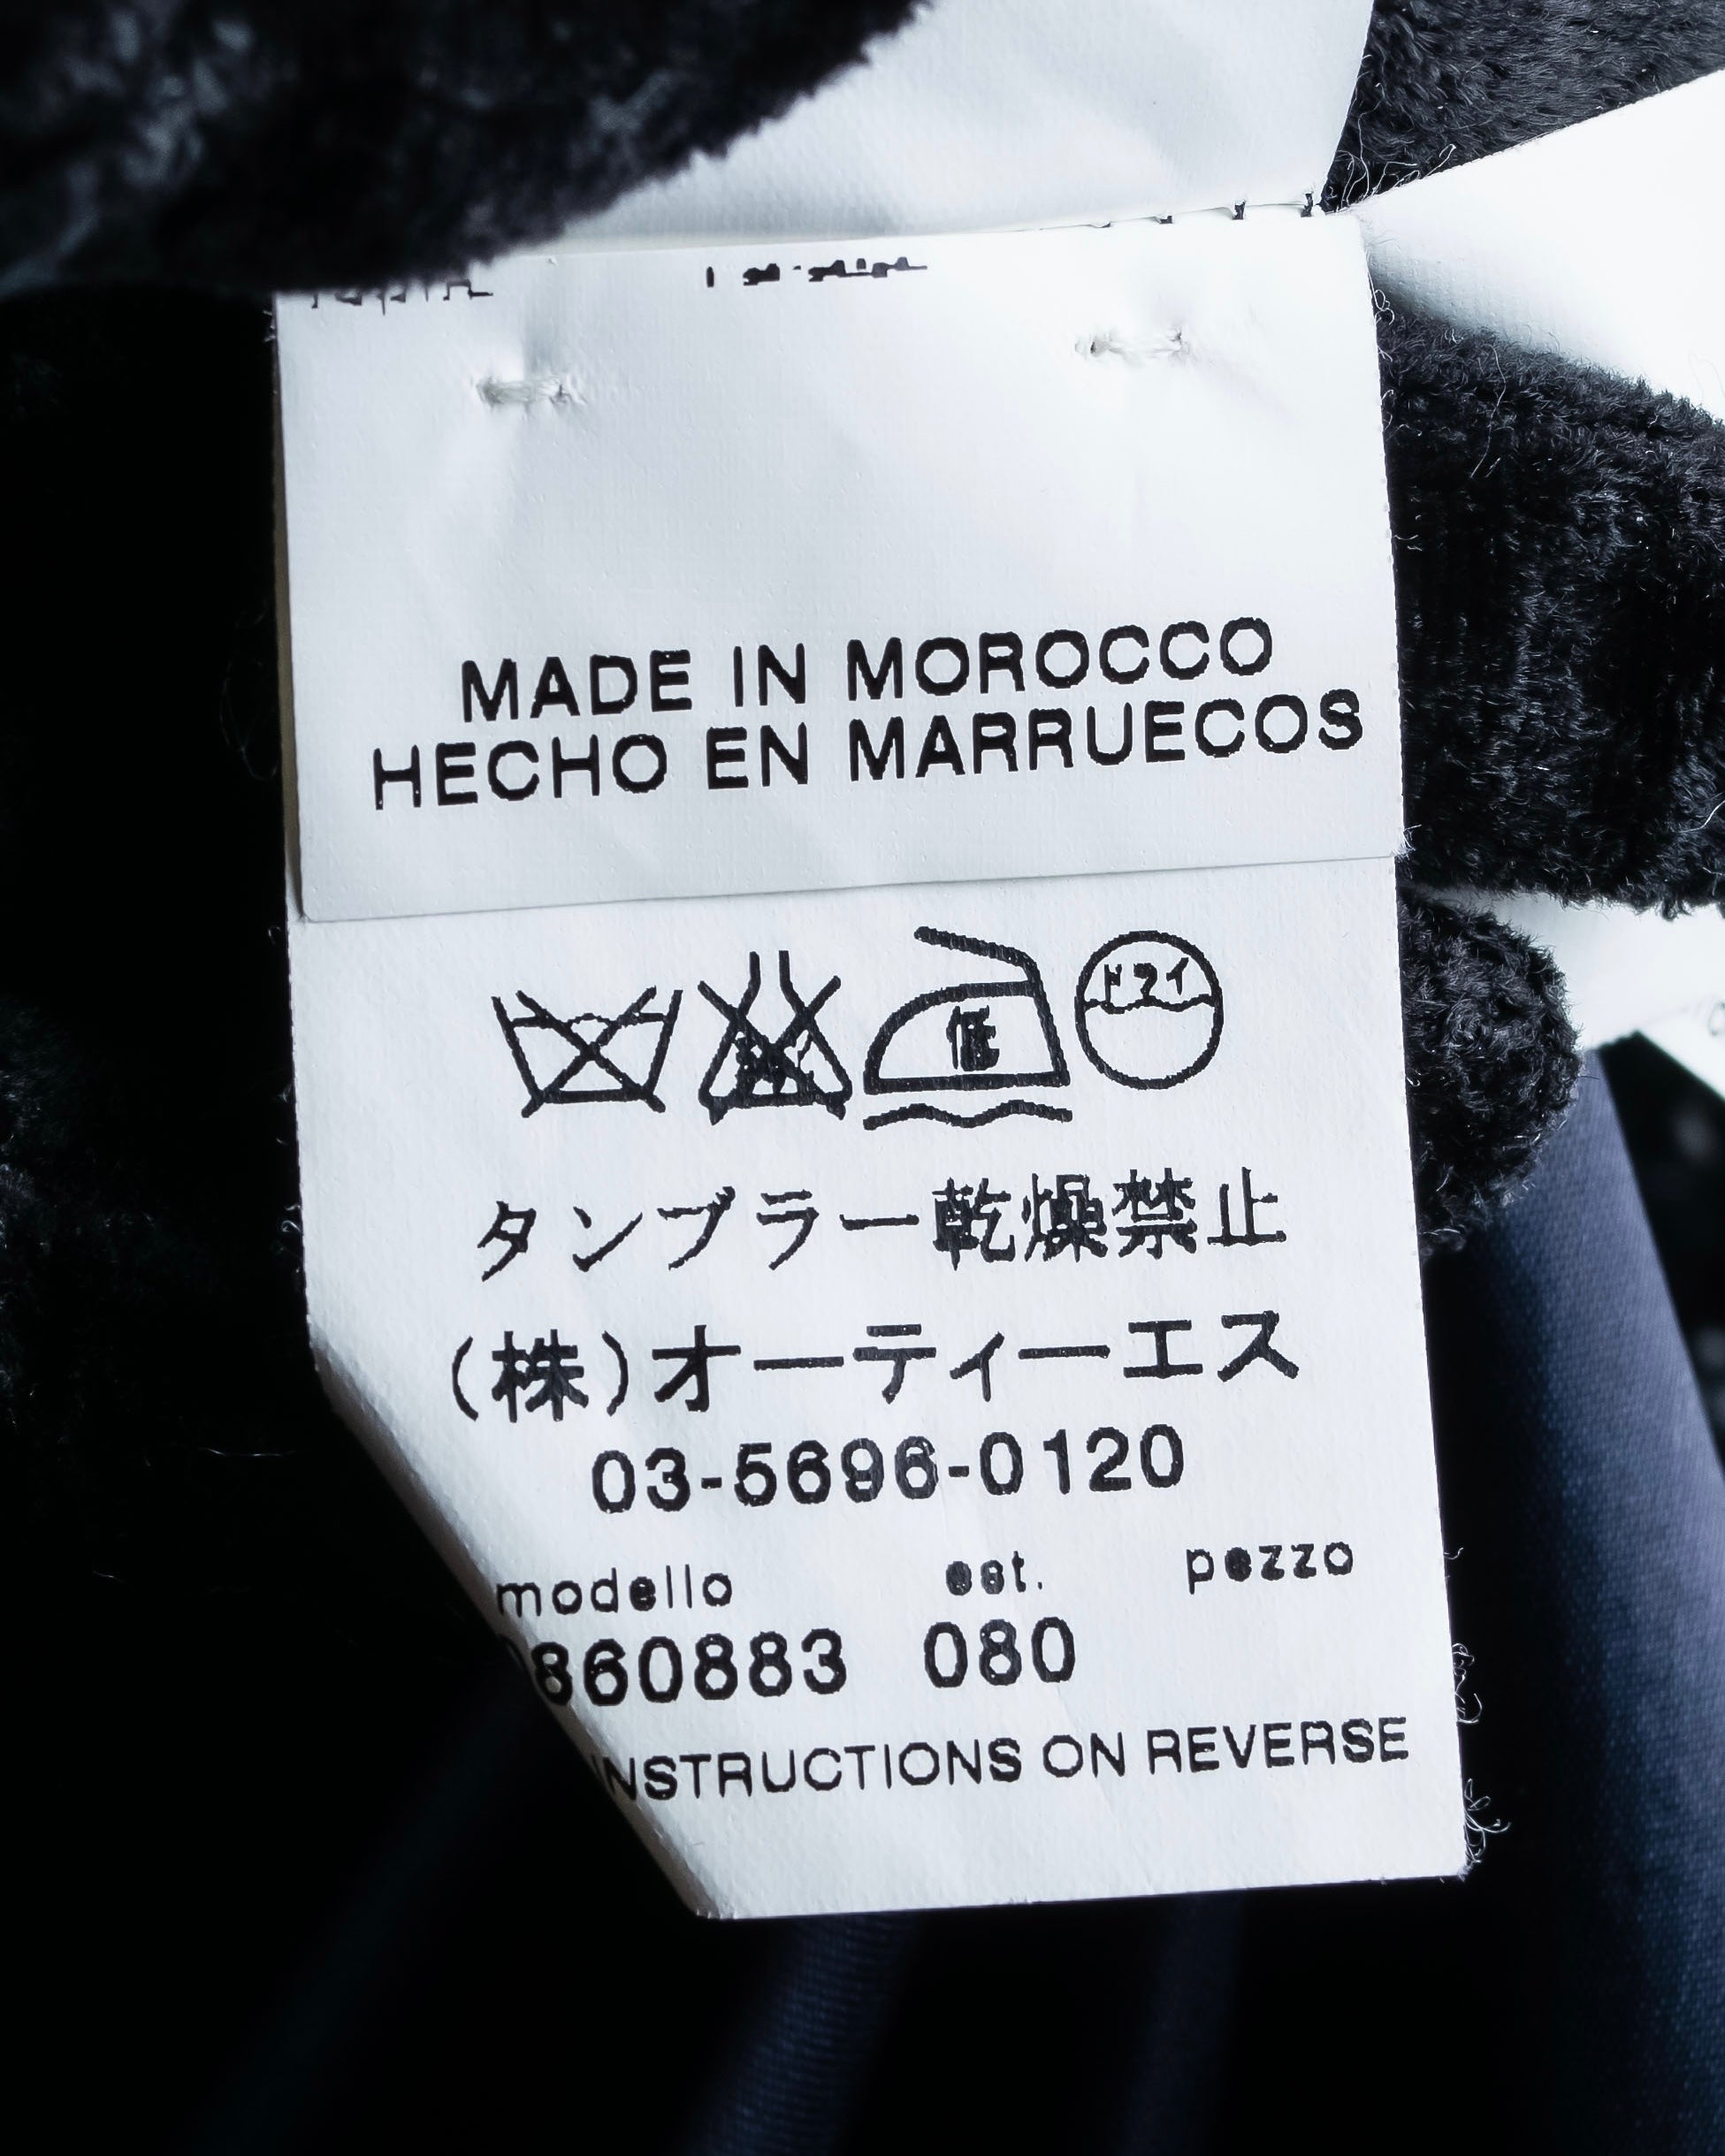 MADE IN MOROCCO
HECHO EN MARRUECOS
低 ドライ
タンブラー乾燥禁止
(株)オーティーエス
03-5696-0120
modello est. pezzo
860883 080
INSTRUCTIONS ON REVERSE